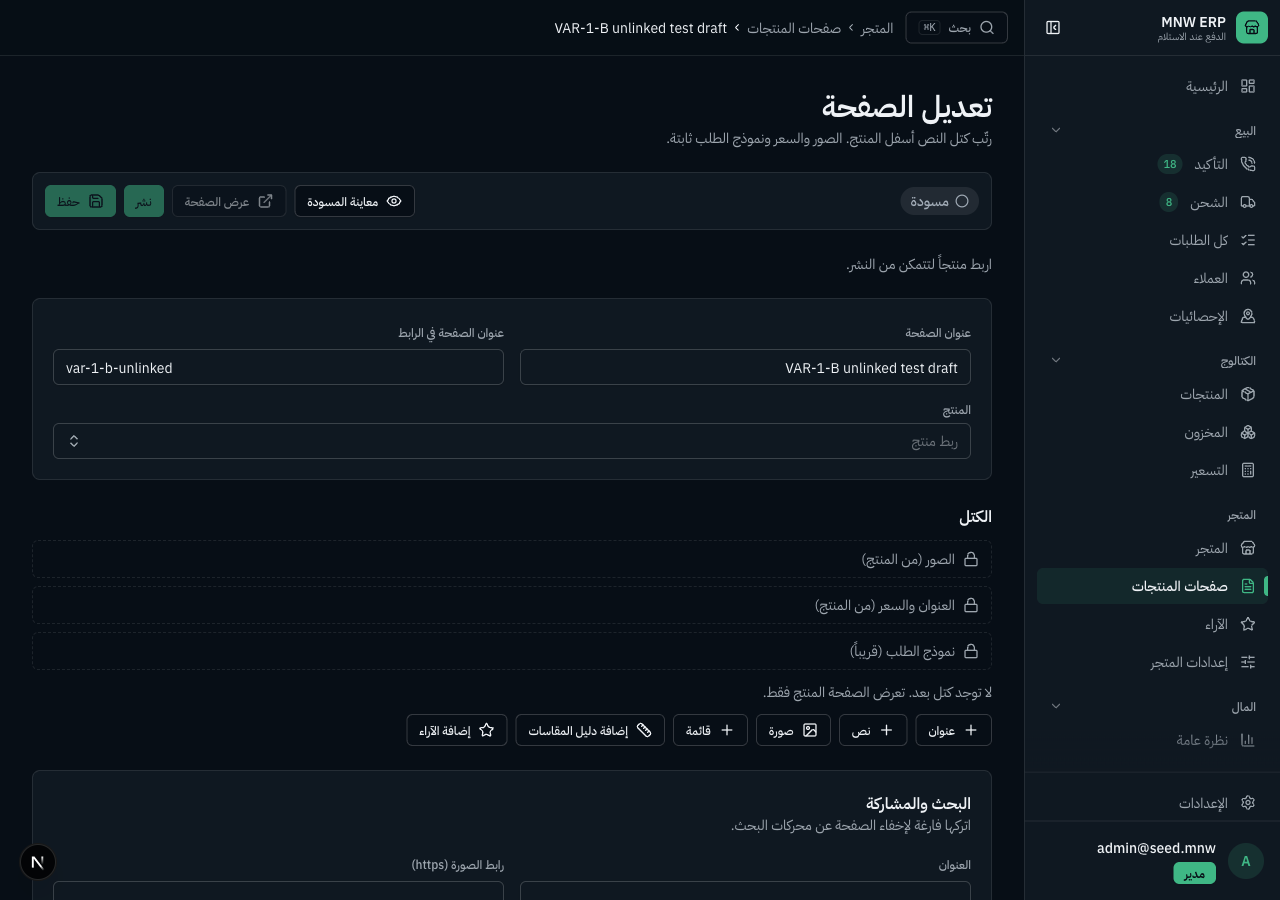 MNW ERP
الدفع عند الاستلام
الرئيسية
البيع
التأكيد 18
الشحن 8
كل الطلبات
العملاء
الإحصائيات
الكتالوج
المنتجات
المخزون
التسعير
المتجر
المتجر
صفحات المنتجات
الآراء
إعدادات المتجر
المال
نظرة عامة
الإعدادات
admin@seed.mnw
A
مدير
بحث ⌘K
المتجر › صفحات المنتجات › VAR-1-B unlinked test draft
تعديل الصفحة
رتّب كتل النص أسفل المنتج. الصور والسعر ونموذج الطلب ثابتة.
مسودة
معاينة المسودة
عرض الصفحة
نشر
حفظ
اربط منتجاً لتتمكن من النشر.
عنوان الصفحة
VAR-1-B unlinked test draft
عنوان الصفحة في الرابط
var-1-b-unlinked
المنتج
ربط منتج
الكتل
الصور (من المنتج)
العنوان والسعر (من المنتج)
نموذج الطلب (قريباً)
لا توجد كتل بعد. تعرض الصفحة المنتج فقط.
عنوان
نص
صورة
قائمة
إضافة دليل المقاسات
إضافة الآراء
البحث والمشاركة
اتركها فارغة لإخفاء الصفحة عن محركات البحث.
العنوان
رابط الصورة (https)
N